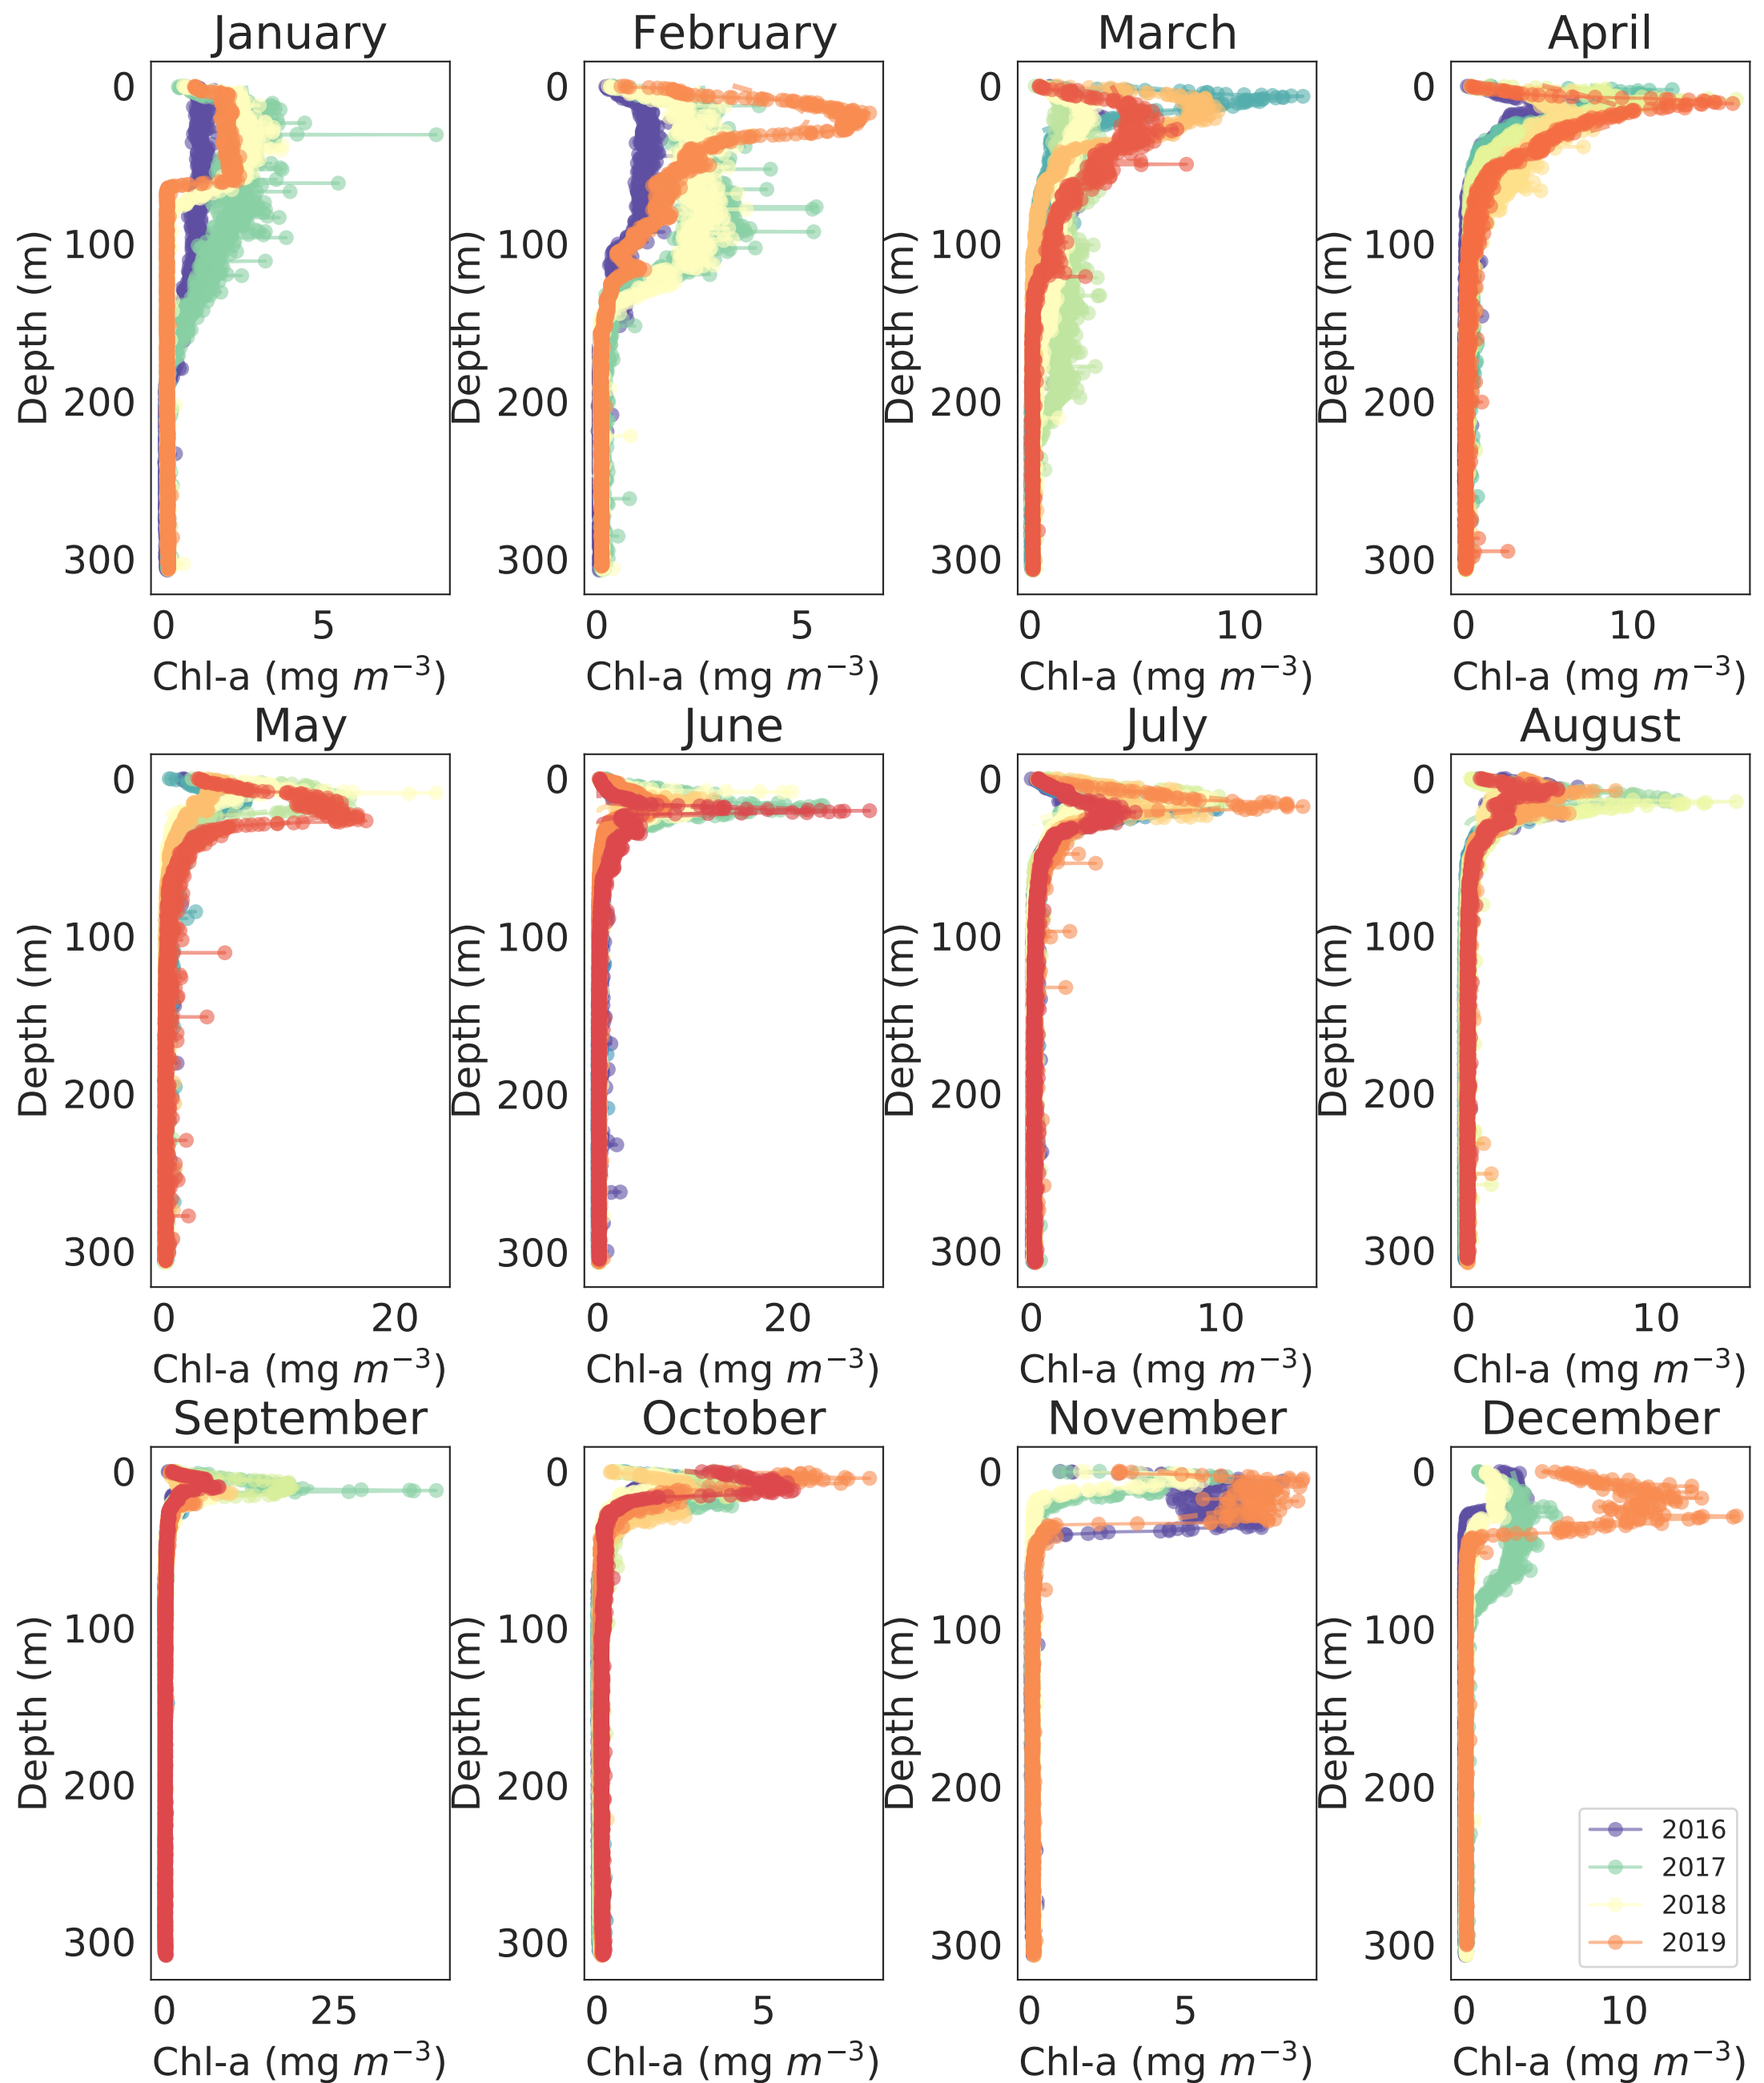 January February March April
0 0 0 0
100 100 100 100
200 200 200 200
300 300 300 300
Depth (m) Depth (m) Depth (m) Depth (m)
0 5 0 5 0 10 0 10
Chl-a (mg m⁻³) Chl-a (mg m⁻³) Chl-a (mg m⁻³) Chl-a (mg m⁻³)
May June July August
0 0 0 0
100 100 100 100
200 200 200 200
300 300 300 300
Depth (m) Depth (m) Depth (m) Depth (m)
0 20 0 20 0 10 0 10
Chl-a (mg m⁻³) Chl-a (mg m⁻³) Chl-a (mg m⁻³) Chl-a (mg m⁻³)
September October November December
0 0 0 0
100 100 100 100
200 200 200 200
300 300 300 300
Depth (m) Depth (m) Depth (m) Depth (m)
2016
2017
2018
2019
0 25 0 5 0 5 0 10
Chl-a (mg m⁻³) Chl-a (mg m⁻³) Chl-a (mg m⁻³) Chl-a (mg m⁻³)